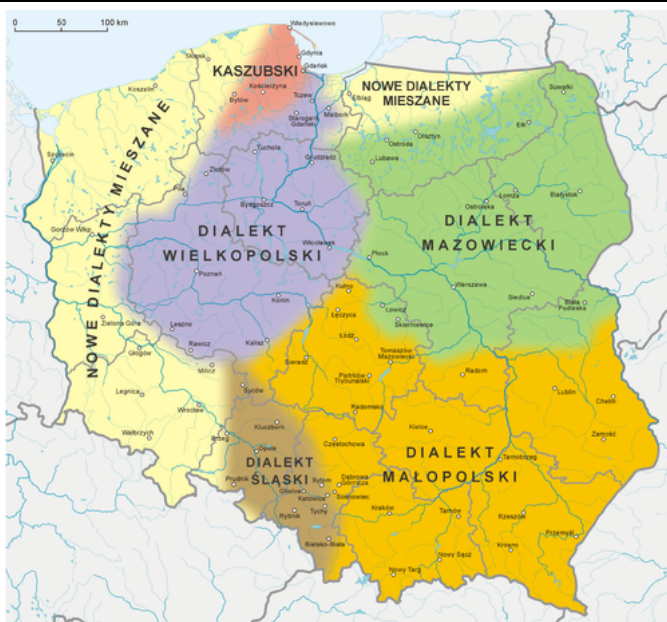 0 50 100 km
Władysławowo
Gdynia
Gdańsk
Słupsk
KASZUBSKI
Kościerzyna
Koszalin
Bytów
Tczew
Starogard
Gdański
Malbork
Elbląg
NOWE DIALEKTY
MIESZANE
Suwałki
Ełk
Olsztyn
Ostróda
Lubawa
Szczecin
NOWE DIALEKTY MIESZANE
Tuchola
Złotów
Grudziądz
Piła
Bydgoszcz
Toruń
Ostrołęka
Łomża
Białystok
Gorzów Wlkp.
DIALEKT
WIELKOPOLSKI
DIALEKT
MAZOWIECKI
Włocławek
Płock
Poznań
Warszawa
Siedlce
Biała
Podlaska
Konin
Kutno
Łęczyca
Łowicz
Skierniewice
Zielona Góra
Leszno
Głogów
Rawicz
Kalisz
Łódź
Sieradz
Tomaszów
Mazowiecki
Piotrków
Trybunalski
Radom
Milicz
Syców
Radomsko
Lublin
Chełm
Legnica
Wrocław
Wałbrzych
Brzeg
Kluczbork
Częstochowa
Kielce
Zamość
Opole
DIALEKT
ŚLĄSKI
DIALEKT
MAŁOPOLSKI
Tarnobrzeg
Prudnik
Gliwice
Bytom
Dąbrowa
Górnicza
Katowice
Sosnowiec
Tychy
Rybnik
Kraków
Tarnów
Rzeszów
Przemyśl
Bielsko-Biała
Nowy Sącz
Krosno
Nowy Targ